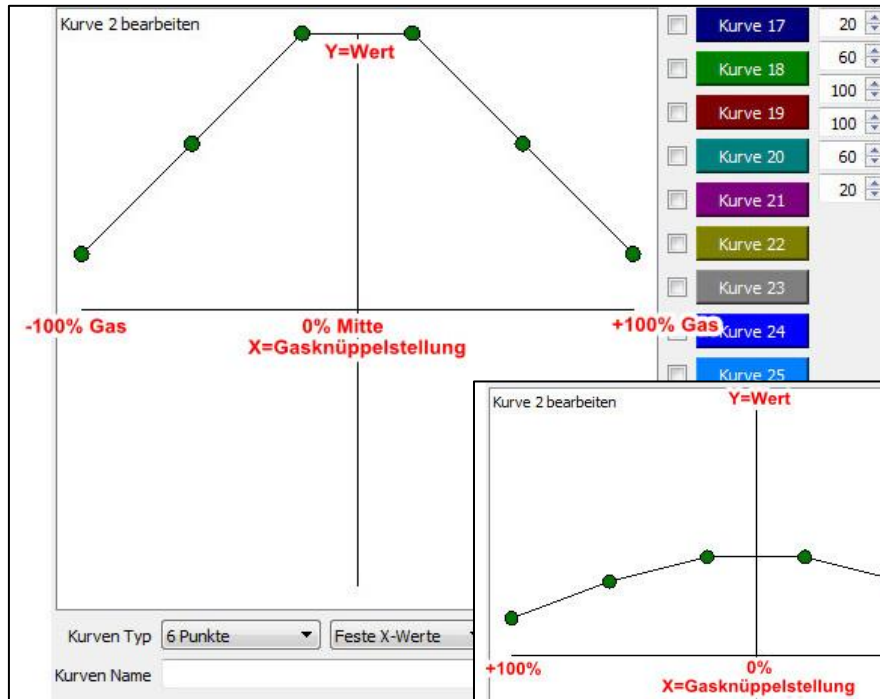 Kurve 2 bearbeiten
Y=Wert
-100% Gas
0% Mitte
+100% Gas
X=Gasknüppelstellung
Kurve 17
Kurve 18
Kurve 19
Kurve 20
Kurve 21
Kurve 22
Kurve 23
Kurve 24
Kurve 25
20
60
100
100
60
20
Kurve 2 bearbeiten
Y=Wert
+100%
0%
X=Gasknüppelstellung
Kurven Typ 6 Punkte Feste X-Werte
Kurven Name